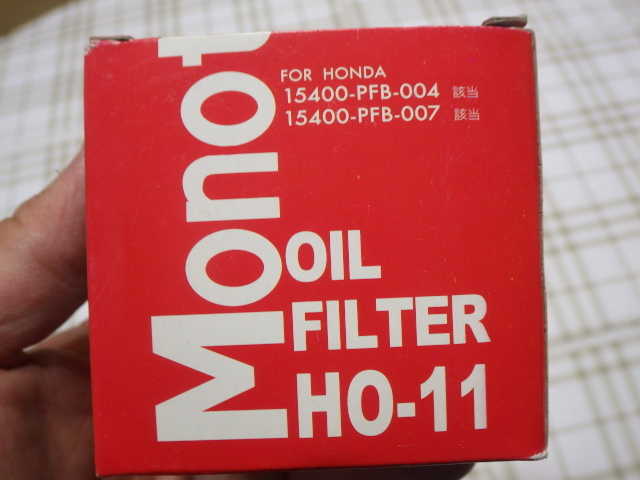 Monot
FOR HONDA
15400-PFB-004 該当
15400-PFB-007 該当
OIL
FILTER
HO-11